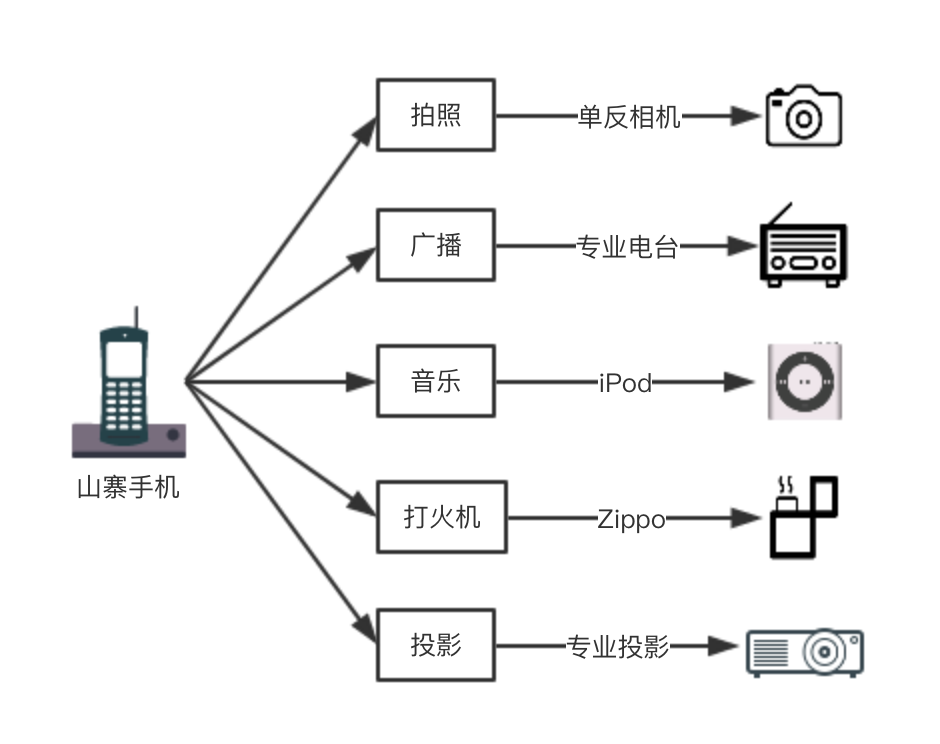 拍照
单反相机
广播
专业电台
音乐
iPod
山寨手机
打火机
Zippo
投影
专业投影